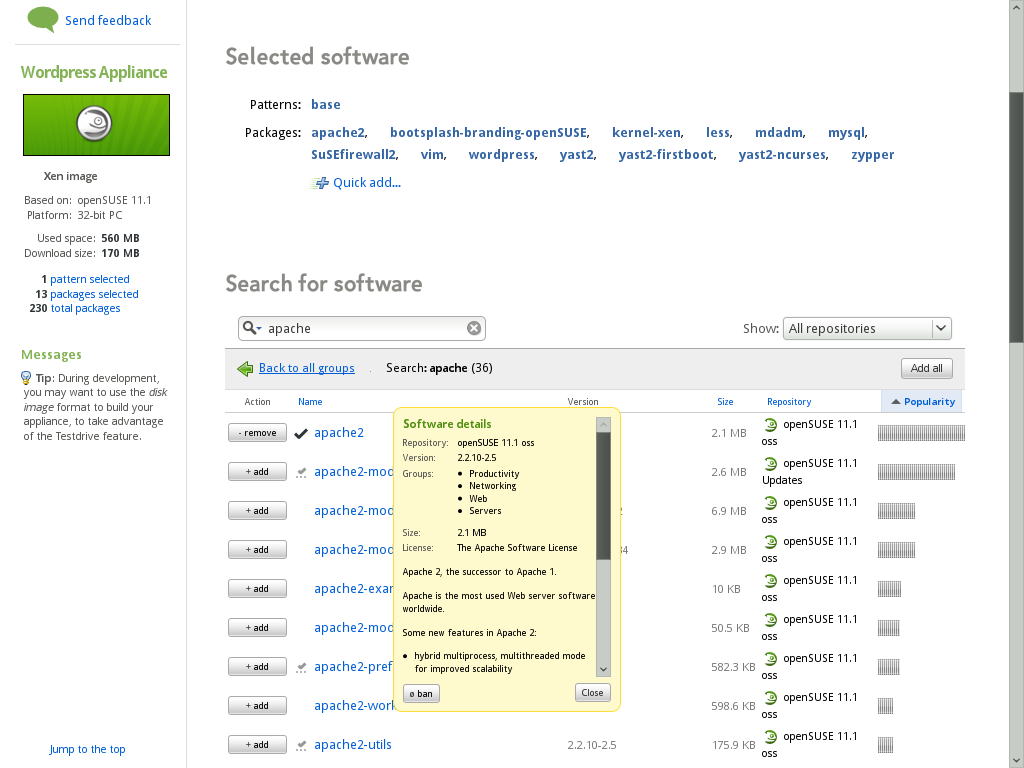 Send feedback
Wordpress Appliance
Xen image
Based on: openSUSE 11.1
Platform: 32-bit PC
Used space: 560 MB
Download size: 170 MB
1 pattern selected
13 packages selected
230 total packages
Messages
Tip: During development,
you may want to use the disk
image format to build your
appliance, to take advantage
of the Testdrive feature.
Jump to the top
Selected software
Patterns: base
Packages: apache2, bootsplash-branding-openSUSE, kernel-xen, less, mdadm, mysql,
SuSEfirewall2, vim, wordpress, yast2, yast2-firstboot, yast2-ncurses, zypper
Quick add...
Search for software
apache
Show: All repositories
Back to all groups . Search: apache (36)
Add all
Action Name Version Size Repository Popularity
- remove apache2 2.1 MB openSUSE 11.1
oss
+ add apache2-mod 2.6 MB openSUSE 11.1
Updates
+ add apache2-mod 2 6.9 MB openSUSE 11.1
oss
+ add apache2-mod 34 2.9 MB openSUSE 11.1
oss
+ add apache2-exam 10 KB openSUSE 11.1
oss
+ add apache2-mod 50.5 KB openSUSE 11.1
oss
+ add apache2-pref 582.3 KB openSUSE 11.1
oss
+ add apache2-work 598.6 KB openSUSE 11.1
oss
+ add apache2-utils 2.2.10-2.5 175.9 KB openSUSE 11.1
oss
Software details
Repository: openSUSE 11.1 oss
Version: 2.2.10-2.5
Groups: • Productivity
• Networking
• Web
• Servers
Size: 2.1 MB
License: The Apache Software License
Apache 2, the successor to Apache 1.
Apache is the most used Web server software
worldwide.
Some new features in Apache 2:
• hybrid multiprocess, multithreaded mode
for improved scalability
ø ban
Close